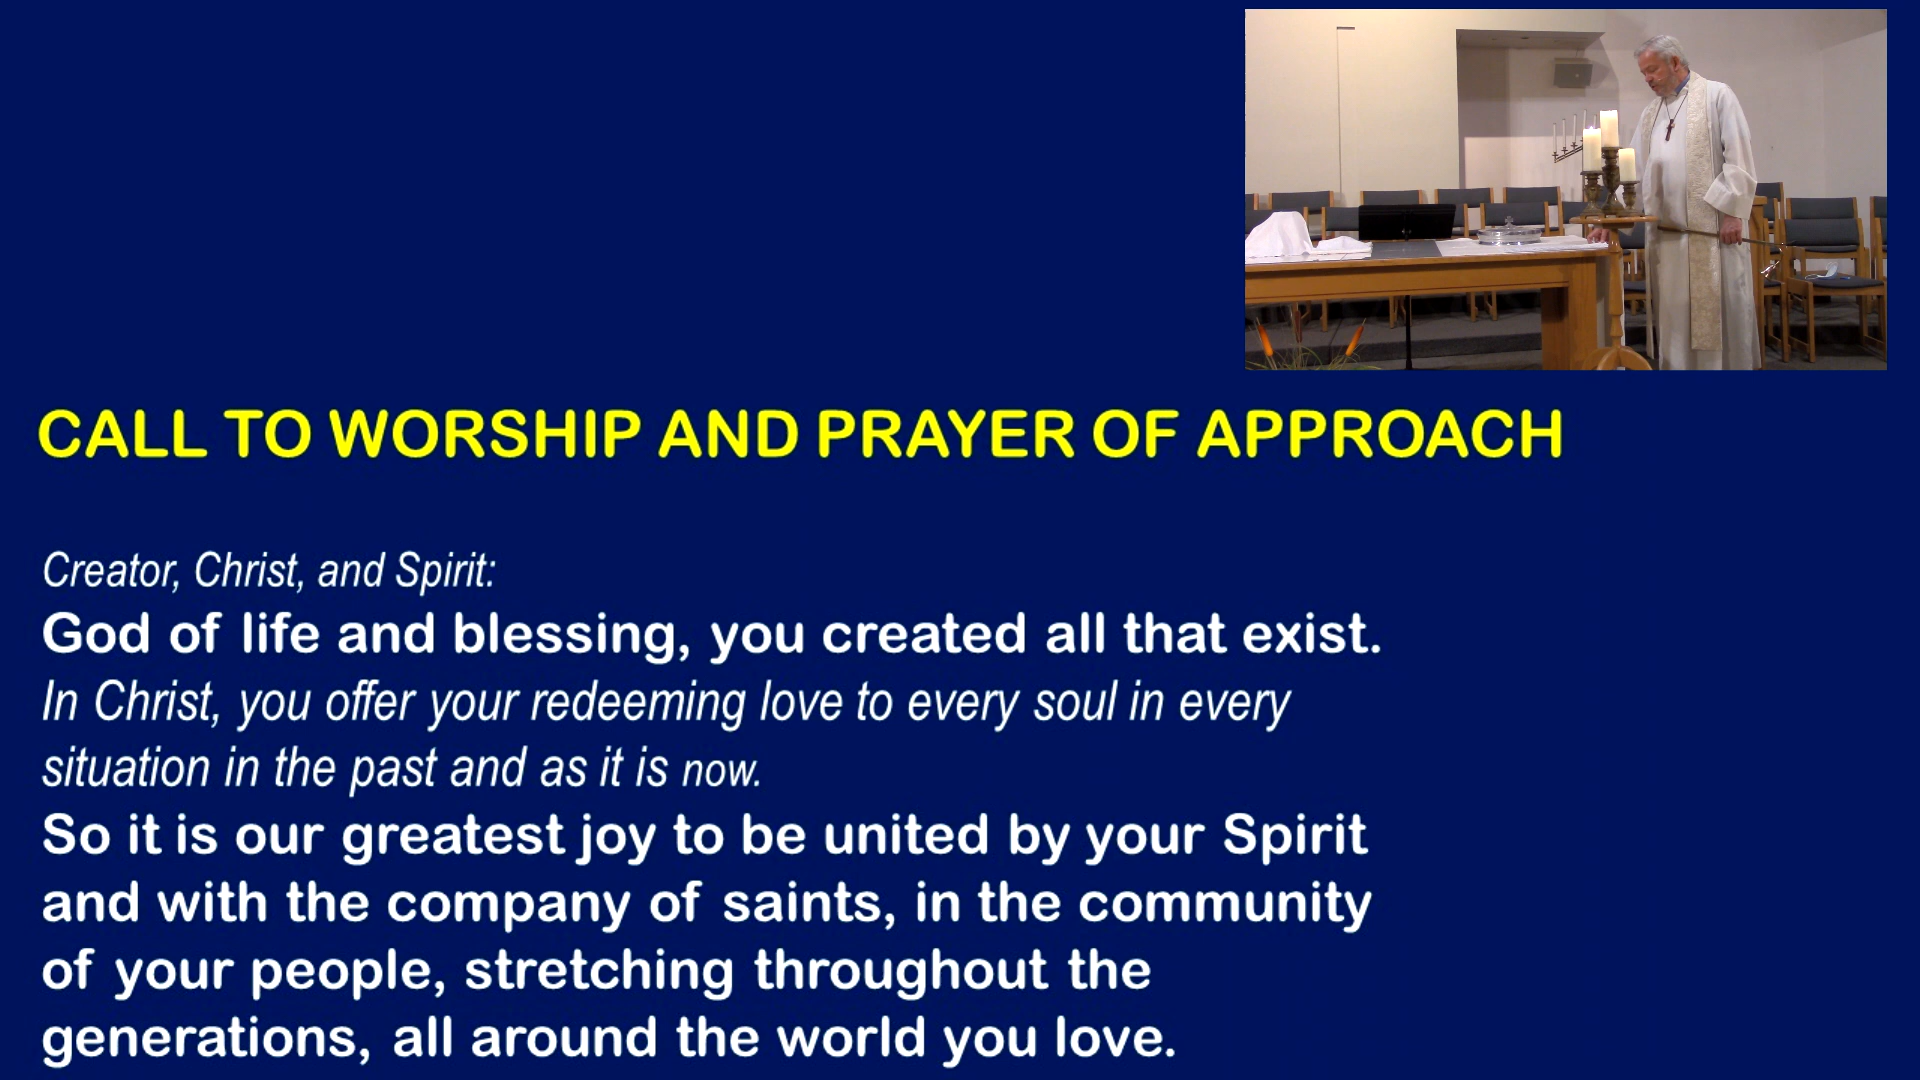 CALL TO WORSHIP AND PRAYER OF APPROACH
Creator, Christ, and Spirit:
God of life and blessing, you created all that exist.
In Christ, you offer your redeeming love to every soul in every
situation in the past and as it is now.
So it is our greatest joy to be united by your Spirit
and with the company of saints, in the community
of your people, stretching throughout the
generations, all around the world you love.